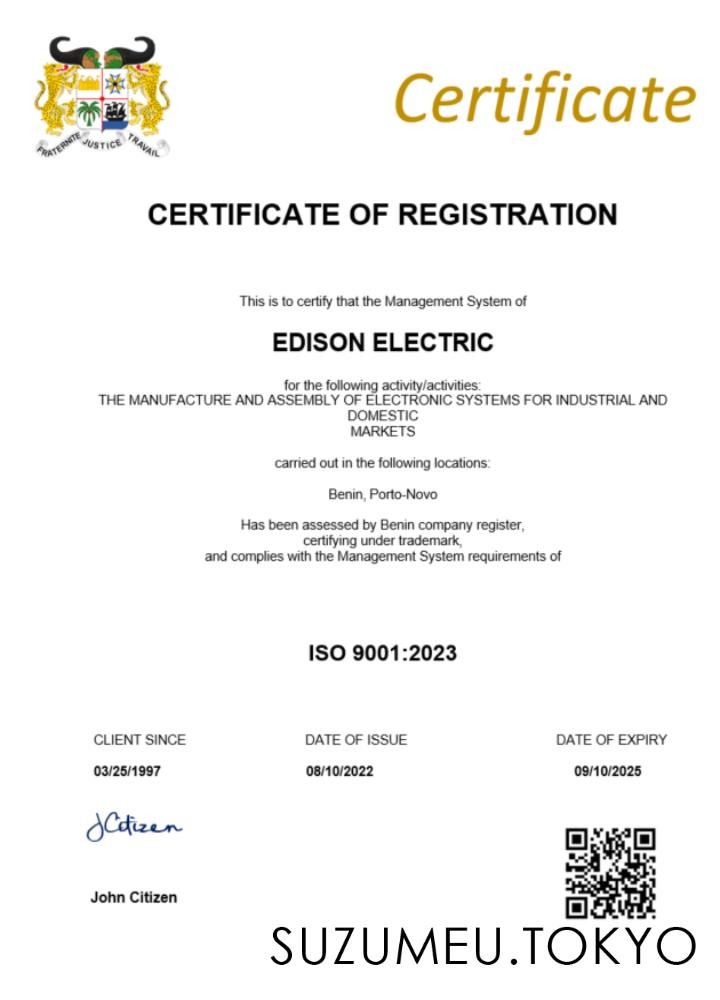 Certificate
FRATERNITE JUSTICE TRAVAIL
CERTIFICATE OF REGISTRATION
This is to certify that the Management System of
EDISON ELECTRIC
for the following activity/activities:
THE MANUFACTURE AND ASSEMBLY OF ELECTRONIC SYSTEMS FOR INDUSTRIAL AND
DOMESTIC
MARKETS
carried out in the following locations:
Benin, Porto-Novo
Has been assessed by Benin company register,
certifying under trademark,
and complies with the Management System requirements of
ISO 9001:2023
CLIENT SINCE DATE OF ISSUE DATE OF EXPIRY
03/25/1997 08/10/2022 09/10/2025
JCitizen
John Citizen
SUZUMEU.TOKYO